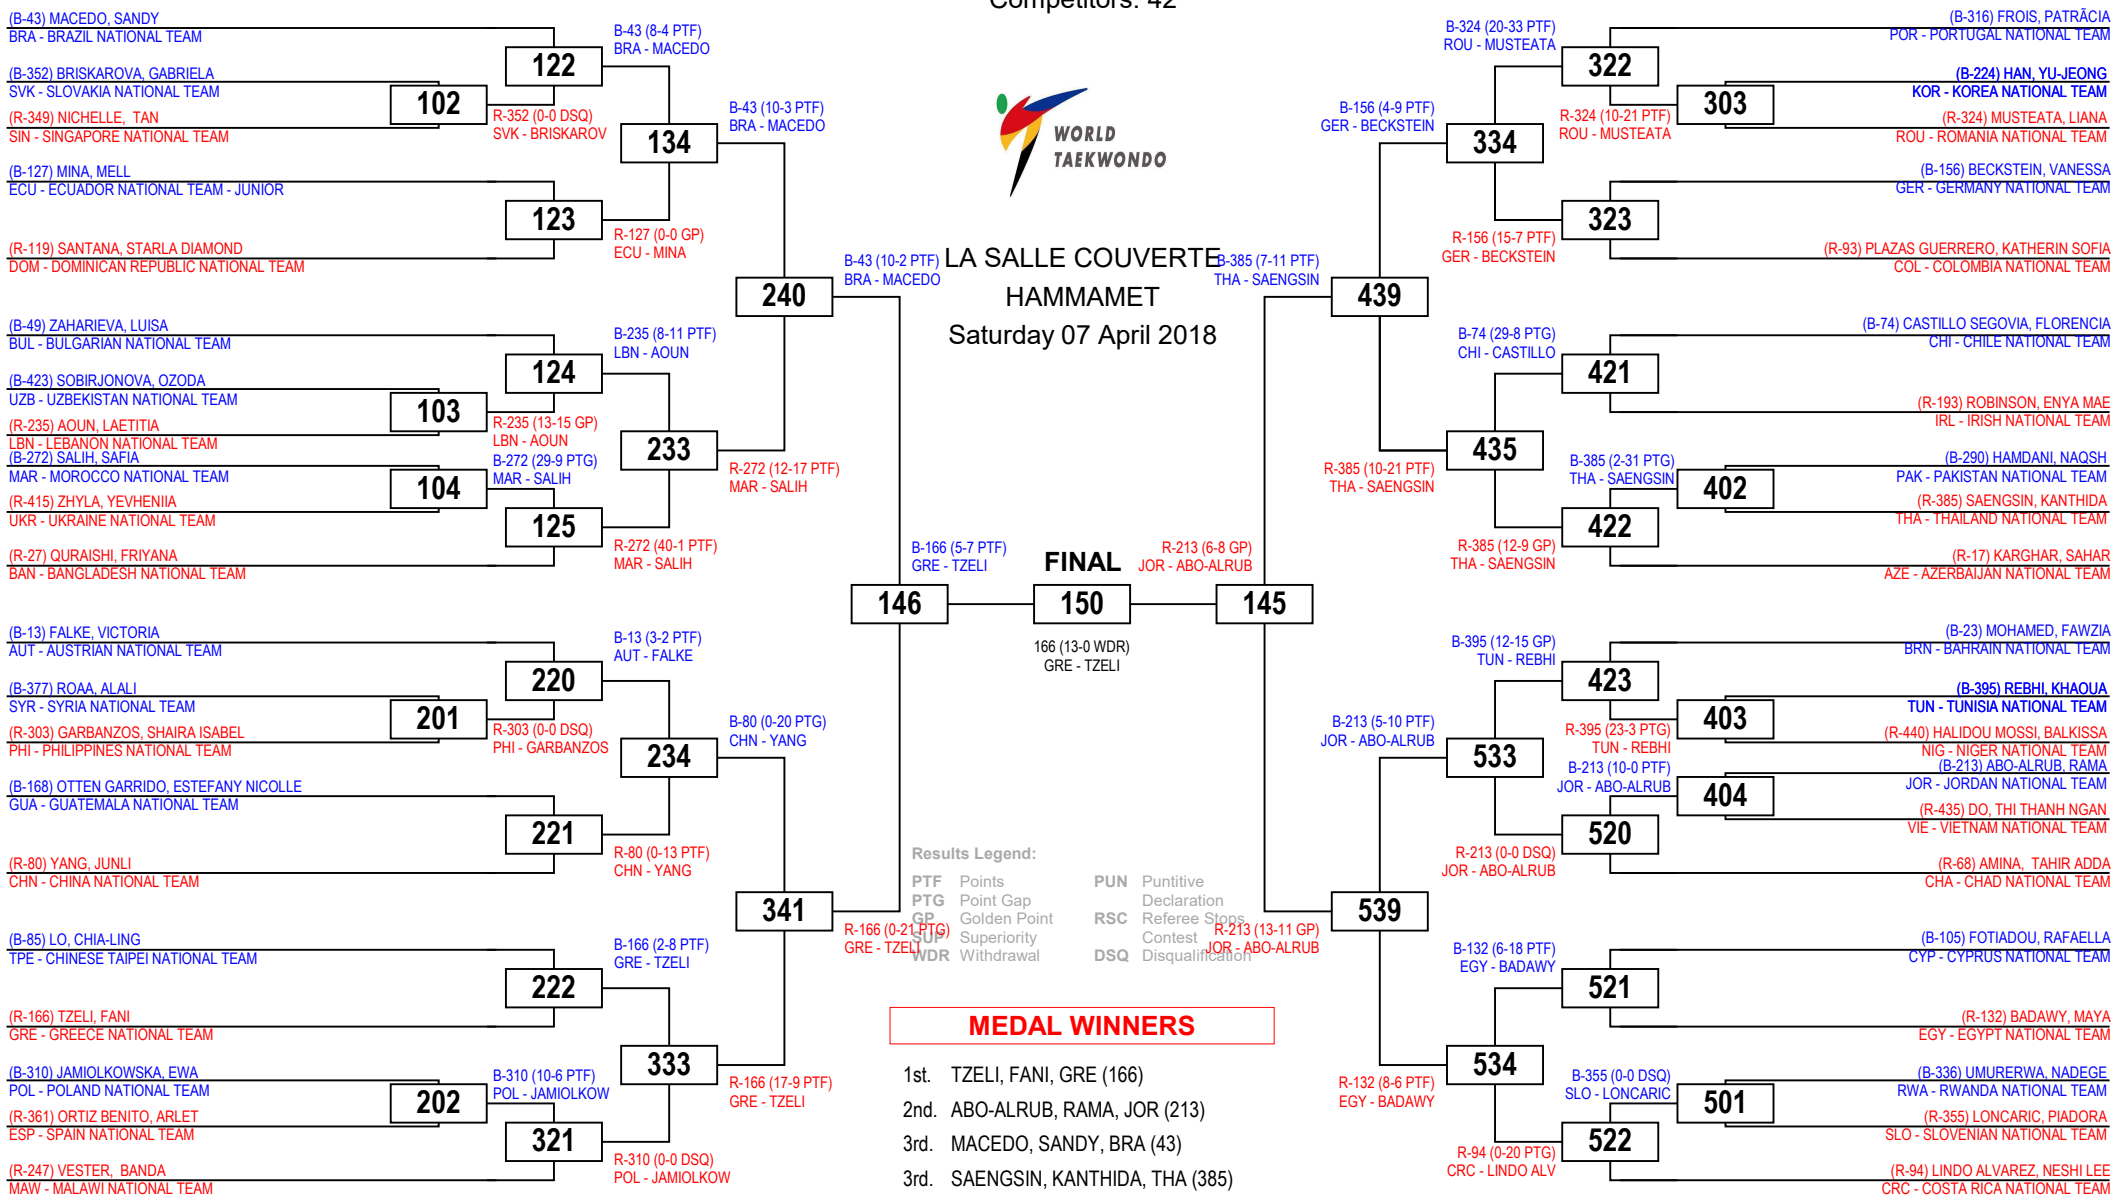 Competitors: 42
(B-43) MACEDO, SANDY
BRA - BRAZIL NATIONAL TEAM
(B-352) BRISKAROVA, GABRIELA
SVK - SLOVAKIA NATIONAL TEAM
(R-349) NICHELLE, TAN
SIN - SINGAPORE NATIONAL TEAM
(B-127) MINA, MELL
ECU - ECUADOR NATIONAL TEAM - JUNIOR
(R-119) SANTANA, STARLA DIAMOND
DOM - DOMINICAN REPUBLIC NATIONAL TEAM
(B-49) ZAHARIEVA, LUISA
BUL - BULGARIAN NATIONAL TEAM
(B-423) SOBIRJONOVA, OZODA
UZB - UZBEKISTAN NATIONAL TEAM
(R-235) AOUN, LAETITIA
LBN - LEBANON NATIONAL TEAM
(B-272) SALIH, SAFIA
MAR - MOROCCO NATIONAL TEAM
(R-415) ZHYLA, YEVHENIIA
UKR - UKRAINE NATIONAL TEAM
(R-27) QURAISHI, FRIYANA
BAN - BANGLADESH NATIONAL TEAM
(B-13) FALKE, VICTORIA
AUT - AUSTRIAN NATIONAL TEAM
(B-377) ROAA, ALALI
SYR - SYRIA NATIONAL TEAM
(R-303) GARBANZOS, SHAIRA ISABEL
PHI - PHILIPPINES NATIONAL TEAM
(B-168) OTTEN GARRIDO, ESTEFANY NICOLLE
GUA - GUATEMALA NATIONAL TEAM
(R-80) YANG, JUNLI
CHN - CHINA NATIONAL TEAM
(B-85) LO, CHIA-LING
TPE - CHINESE TAIPEI NATIONAL TEAM
(R-166) TZELI, FANI
GRE - GREECE NATIONAL TEAM
(B-310) JAMIOLKOWSKA, EWA
POL - POLAND NATIONAL TEAM
(R-361) ORTIZ BENITO, ARLET
ESP - SPAIN NATIONAL TEAM
(R-247) VESTER, BANDA
MAW - MALAWI NATIONAL TEAM
102
103
104
201
202
R-352 (0-0 DSQ)
SVK - BRISKAROV
R-235 (13-15 GP)
LBN - AOUN
B-272 (29-9 PTG)
MAR - SALIH
R-303 (0-0 DSQ)
PHI - GARBANZOS
B-310 (10-6 PTF)
POL - JAMIOLKOW
122
123
124
125
220
221
222
321
B-43 (8-4 PTF)
BRA - MACEDO
R-127 (0-0 GP)
ECU - MINA
B-235 (8-11 PTF)
LBN - AOUN
R-272 (40-1 PTF)
MAR - SALIH
B-13 (3-2 PTF)
AUT - FALKE
R-80 (0-13 PTF)
CHN - YANG
B-166 (2-8 PTF)
GRE - TZELI
R-310 (0-0 DSQ)
POL - JAMIOLKOW
134
233
234
333
B-43 (10-3 PTF)
BRA - MACEDO
R-272 (12-17 PTF)
MAR - SALIH
B-80 (0-20 PTG)
CHN - YANG
R-166 (17-9 PTF)
GRE - TZELI
240
341
B-43 (10-2 PTF)
BRA - MACEDO
R-166 (0-21 PTG)
GRE - TZELI
146
B-166 (5-7 PTF)
GRE - TZELI
WORLD
TAEKWONDO
LA SALLE COUVERTE
HAMMAMET
Saturday 07 April 2018
FINAL
150
166 (13-0 WDR)
GRE - TZELI
R-213 (6-8 GP)
JOR - ABO-ALRUB
145
B-385 (7-11 PTF)
THA - SAENGSIN
R-213 (13-11 GP)
JOR - ABO-ALRUB
439
539
B-156 (4-9 PTF)
GER - BECKSTEIN
R-385 (10-21 PTF)
THA - SAENGSIN
B-213 (5-10 PTF)
JOR - ABO-ALRUB
R-132 (8-6 PTF)
EGY - BADAWY
334
435
533
534
B-324 (20-33 PTF)
ROU - MUSTEATA
R-156 (15-7 PTF)
GER - BECKSTEIN
B-74 (29-8 PTG)
CHI - CASTILLO
R-385 (12-9 GP)
THA - SAENGSIN
B-395 (12-15 GP)
TUN - REBHI
R-213 (0-0 DSQ)
JOR - ABO-ALRUB
B-132 (6-18 PTF)
EGY - BADAWY
R-94 (0-20 PTG)
CRC - LINDO ALV
322
323
421
422
423
520
521
522
R-324 (10-21 PTF)
ROU - MUSTEATA
B-385 (2-31 PTG)
THA - SAENGSIN
R-395 (23-3 PTG)
TUN - REBHI
B-213 (10-0 PTF)
JOR - ABO-ALRUB
B-355 (0-0 DSQ)
SLO - LONCARIC
303
402
403
404
501
(B-316) FROIS, PATRÃCIA
POR - PORTUGAL NATIONAL TEAM
(B-224) HAN, YU-JEONG
KOR - KOREA NATIONAL TEAM
(R-324) MUSTEATA, LIANA
ROU - ROMANIA NATIONAL TEAM
(B-156) BECKSTEIN, VANESSA
GER - GERMANY NATIONAL TEAM
(R-93) PLAZAS GUERRERO, KATHERIN SOFIA
COL - COLOMBIA NATIONAL TEAM
(B-74) CASTILLO SEGOVIA, FLORENCIA
CHI - CHILE NATIONAL TEAM
(R-193) ROBINSON, ENYA MAE
IRL - IRISH NATIONAL TEAM
(B-290) HAMDANI, NAQSH
PAK - PAKISTAN NATIONAL TEAM
(R-385) SAENGSIN, KANTHIDA
THA - THAILAND NATIONAL TEAM
(R-17) KARGHAR, SAHAR
AZE - AZERBAIJAN NATIONAL TEAM
(B-23) MOHAMED, FAWZIA
BRN - BAHRAIN NATIONAL TEAM
(B-395) REBHI, KHAOUA
TUN - TUNISIA NATIONAL TEAM
(R-440) HALIDOU MOSSI, BALKISSA
NIG - NIGER NATIONAL TEAM
(B-213) ABO-ALRUB, RAMA
JOR - JORDAN NATIONAL TEAM
(R-435) DO, THI THANH NGAN
VIE - VIETNAM NATIONAL TEAM
(R-68) AMINA, TAHIR ADDA
CHA - CHAD NATIONAL TEAM
(B-105) FOTIADOU, RAFAELLA
CYP - CYPRUS NATIONAL TEAM
(R-132) BADAWY, MAYA
EGY - EGYPT NATIONAL TEAM
(B-336) UMURERWA, NADEGE
RWA - RWANDA NATIONAL TEAM
(R-355) LONCARIC, PIADORA
SLO - SLOVENIAN NATIONAL TEAM
(R-94) LINDO ALVAREZ, NESHI LEE
CRC - COSTA RICA NATIONAL TEAM
Results Legend:
PTF Points
PTG Point Gap
GP Golden Point
SUP Superiority
WDR Withdrawal
PUN Puntitive
Declaration
RSC Referee Stops
Contest
DSQ Disqualification
MEDAL WINNERS
1st. TZELI, FANI, GRE (166)
2nd. ABO-ALRUB, RAMA, JOR (213)
3rd. MACEDO, SANDY, BRA (43)
3rd. SAENGSIN, KANTHIDA, THA (385)